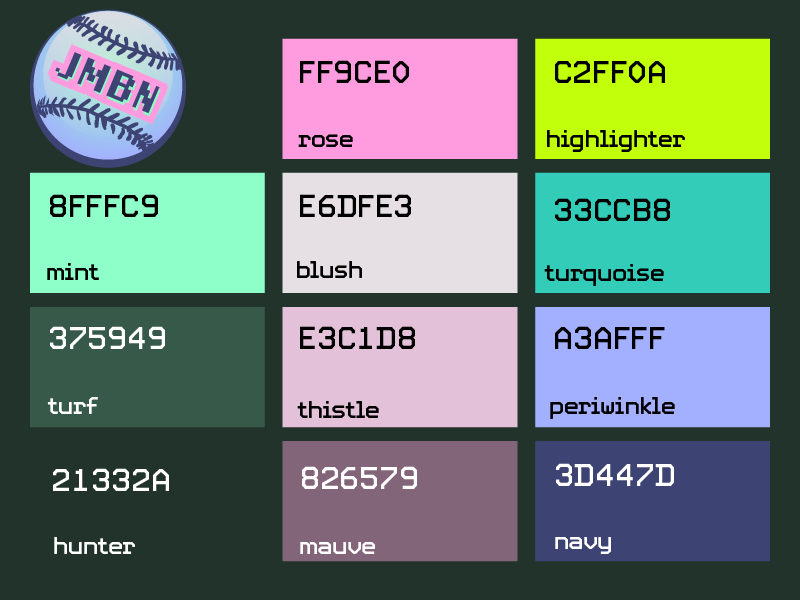 JMBN
FF9CE0
rose
C2FF0A
highlighter
8FFFC9
mint
E6DFE3
blush
33CCB8
turquoise
375949
turf
E3C1D8
thistle
A3AFFF
periwinkle
21332A
hunter
826579
mauve
3D447D
navy